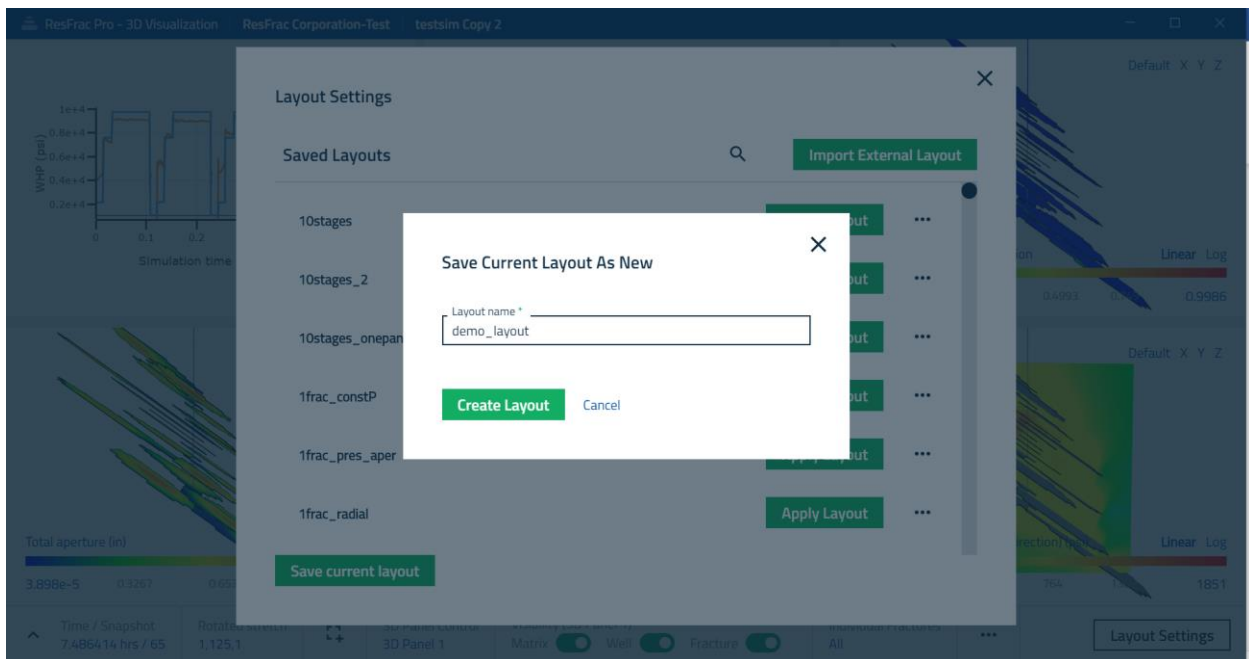 ResFrac Pro - 3D Visualization ResFrac Corporation-Test testsim Copy 2
Default X Y Z
Layout Settings
1e+4
0.8e+4
0.6e+4
0.4e+4
0.2e+4
WHP (psi)
0 0.1 0.2
Simulation time
Saved Layouts
Import External Layout
10stages
10stages_2
10stages_onepan
1frac_constP
1frac_pres_aper
1frac_radial
Apply Layout
Save current layout
Save Current Layout As New
Layout name *
demo_layout
Create Layout Cancel
Linear Log
0.4993 0.9986
Default X Y Z
Total aperture (in)
3.898e-5 0.3267
Linear Log
764 1851
Time / Snapshot
7.486414 hrs / 65
Rotated stretch
1,125,1
3D Panel Control
3D Panel 1
Matrix Well Fracture
Individual Fractures
All
Layout Settings